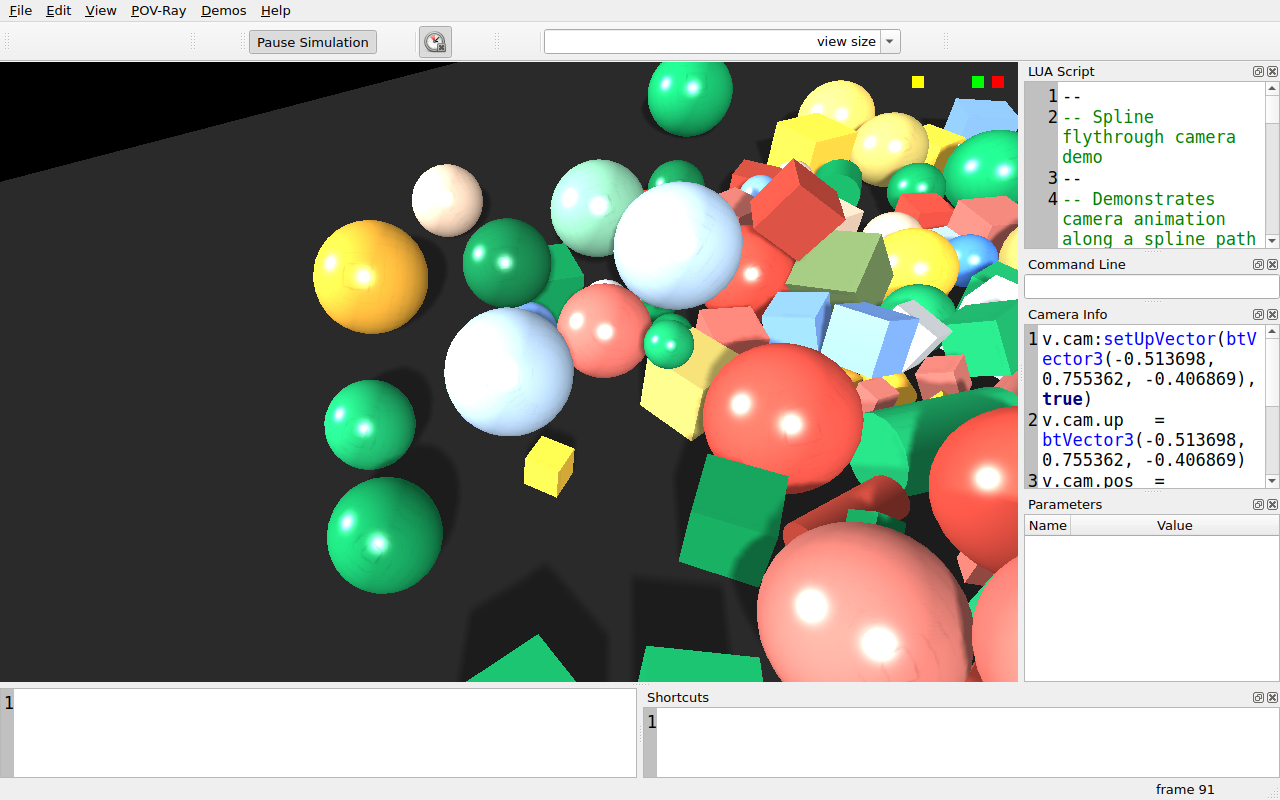 File Edit View POV-Ray Demos Help
Pause Simulation
view size
LUA Script
1 --
2 -- Spline
flythrough camera
demo
3 --
4 -- Demonstrates
camera animation
along a spline path
Command Line
Camera Info
1 v.cam:setUpVector(btV
ector3(-0.513698,
0.755362, -0.406869),
true)
2 v.cam.up   =
btVector3(-0.513698,
0.755362, -0.406869)
3 v.cam.pos  =
Parameters
Name Value
1
Shortcuts
1
frame 91